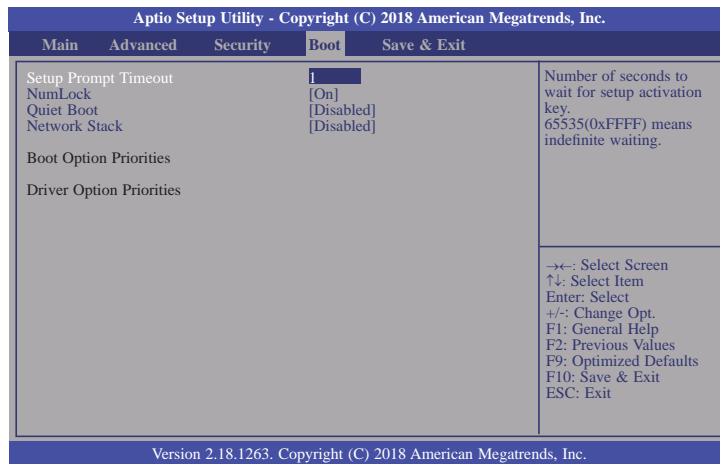 Aptio Setup Utility - Copyright (C) 2018 American Megatrends, Inc.
Main Advanced Security Boot Save & Exit
Setup Prompt Timeout 1
NumLock [On]
Quiet Boot [Disabled]
Network Stack [Disabled]
Boot Option Priorities
Driver Option Priorities
Number of seconds to
wait for setup activation
key.
65535(0xFFFF) means
indefinite waiting.
→←: Select Screen
↑↓: Select Item
Enter: Select
+/-: Change Opt.
F1: General Help
F2: Previous Values
F9: Optimized Defaults
F10: Save & Exit
ESC: Exit
Version 2.18.1263. Copyright (C) 2018 American Megatrends, Inc.